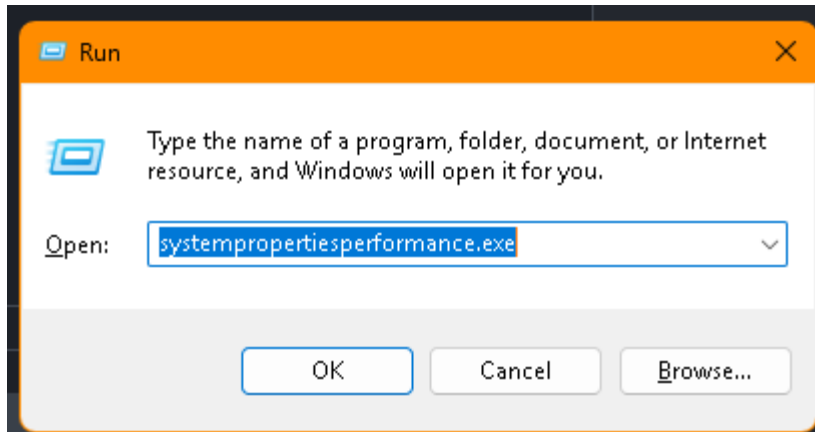 Run
Type the name of a program, folder, document, or Internet
resource, and Windows will open it for you.
Open:
systempropertiesperformance.exe
OK
Cancel
Browse...